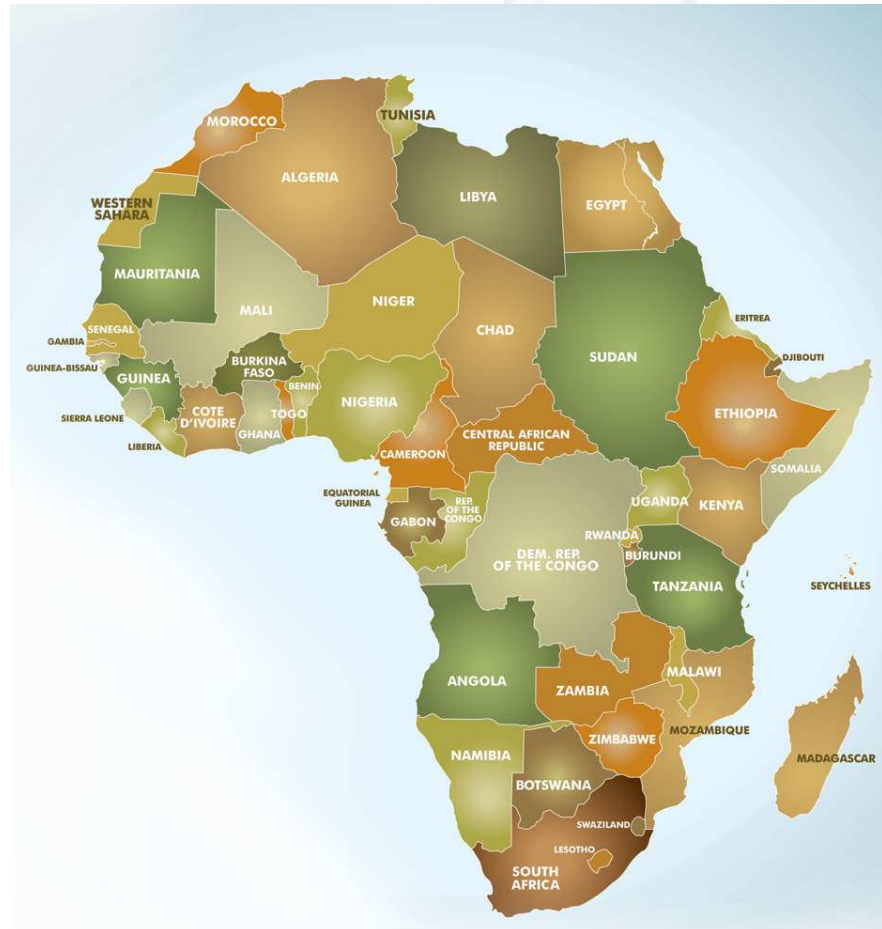 MOROCCO
TUNISIA
ALGERIA
LIBYA
EGYPT
WESTERN
SAHARA
MAURITANIA
MALI
NIGER
CHAD
SUDAN
ERITREA
SENEGAL
GAMBIA
GUINEA-BISSAU
GUINEA
BURKINA
FASO
BENIN
NIGERIA
DJIBOUTI
ETHIOPIA
SIERRA LEONE
COTE
D'IVOIRE
GHANA
TOGO
LIBERIA
CAMEROON
CENTRAL AFRICAN
REPUBLIC
SOMALIA
EQUATORIAL
GUINEA
GABON
REP.
OF THE
CONGO
UGANDA
KENYA
RWANDA
BURUNDI
DEM. REP.
OF THE CONGO
TANZANIA
SEYCHELLES
ANGOLA
ZAMBIA
MALAWI
MOZAMBIQUE
ZIMBABWE
NAMIBIA
BOTSWANA
MADAGASCAR
SWAZILAND
LESOTHO
SOUTH
AFRICA